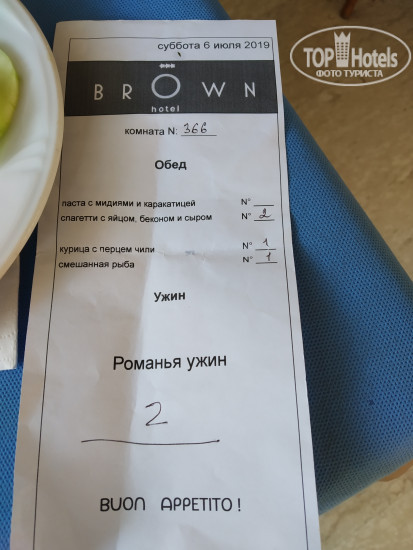 суббота 6 июля 2019
TOP Hotels
ФОТО ТУРИСТА
BROWN
hotel
комната N: 366
Обед
паста с мидиями и каракатицей N°
спагетти с яйцом, беконом и сыром N° 2
курица с перцем чили N° 1
смешанная рыба N° 1
Ужин
Романья ужин
2
BUON APPETITO!